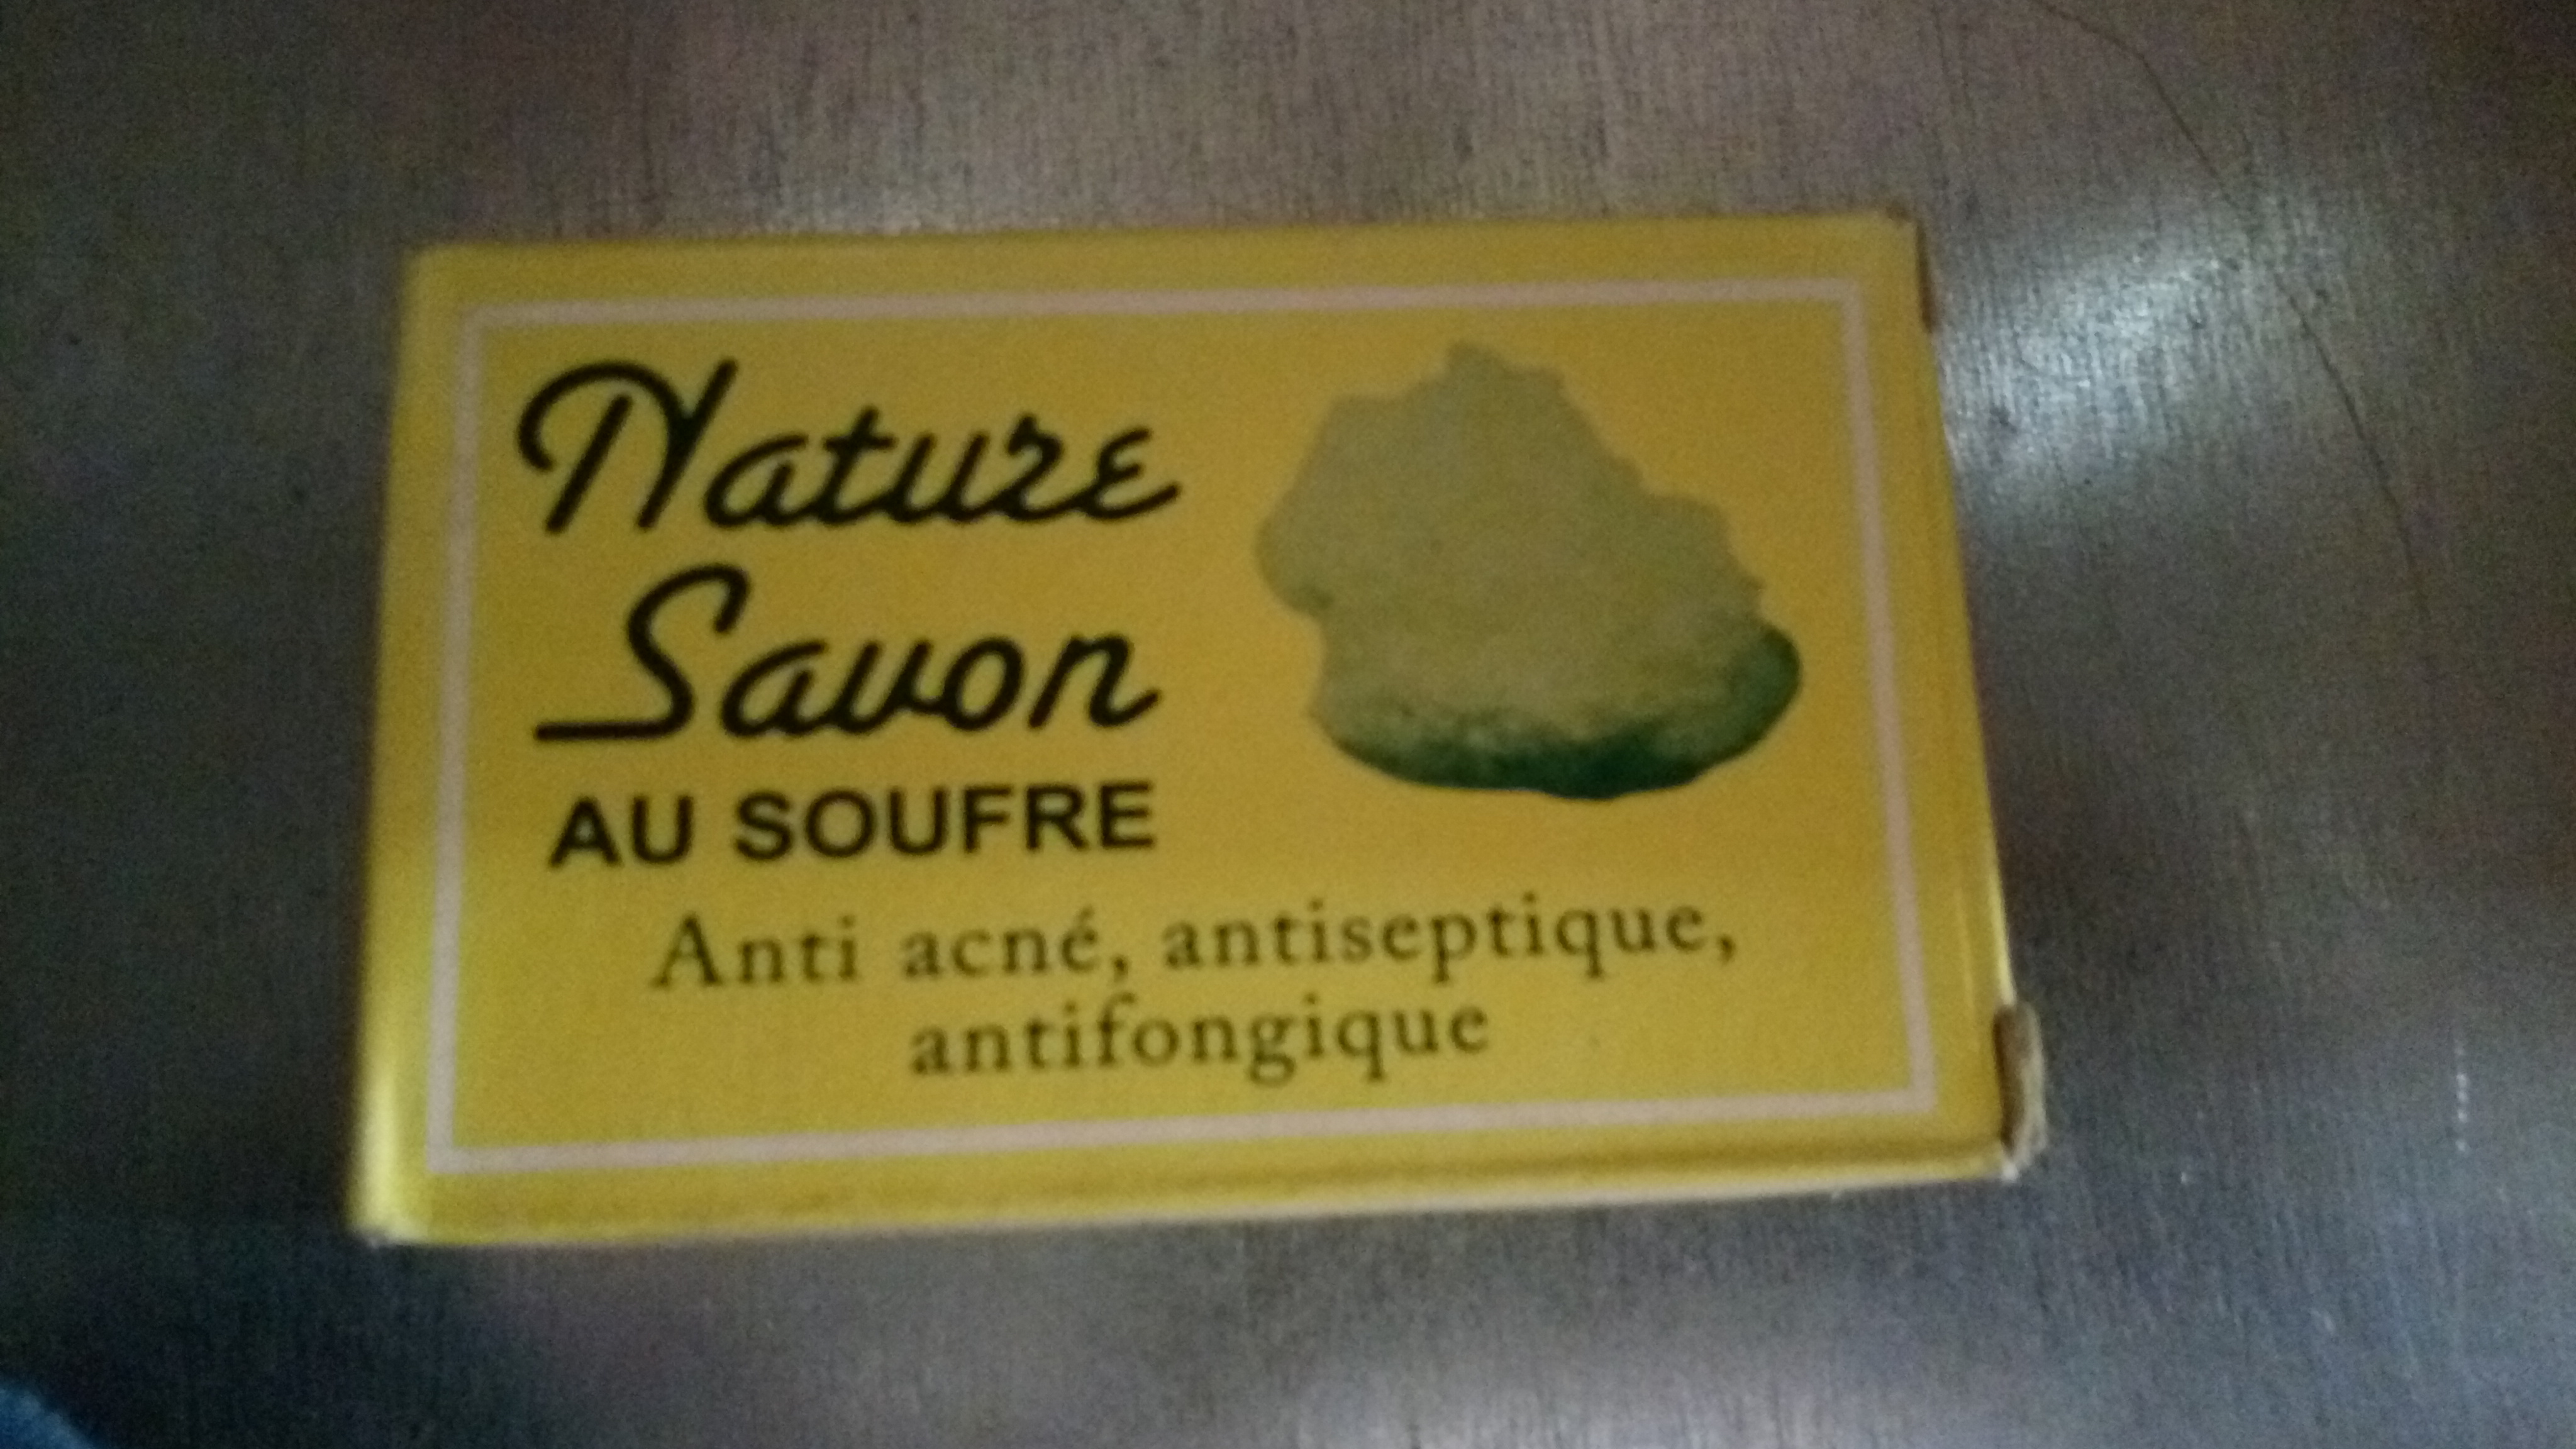 Nature
Savon
AU SOUFRE
Anti acné, antiseptique,
antifongique